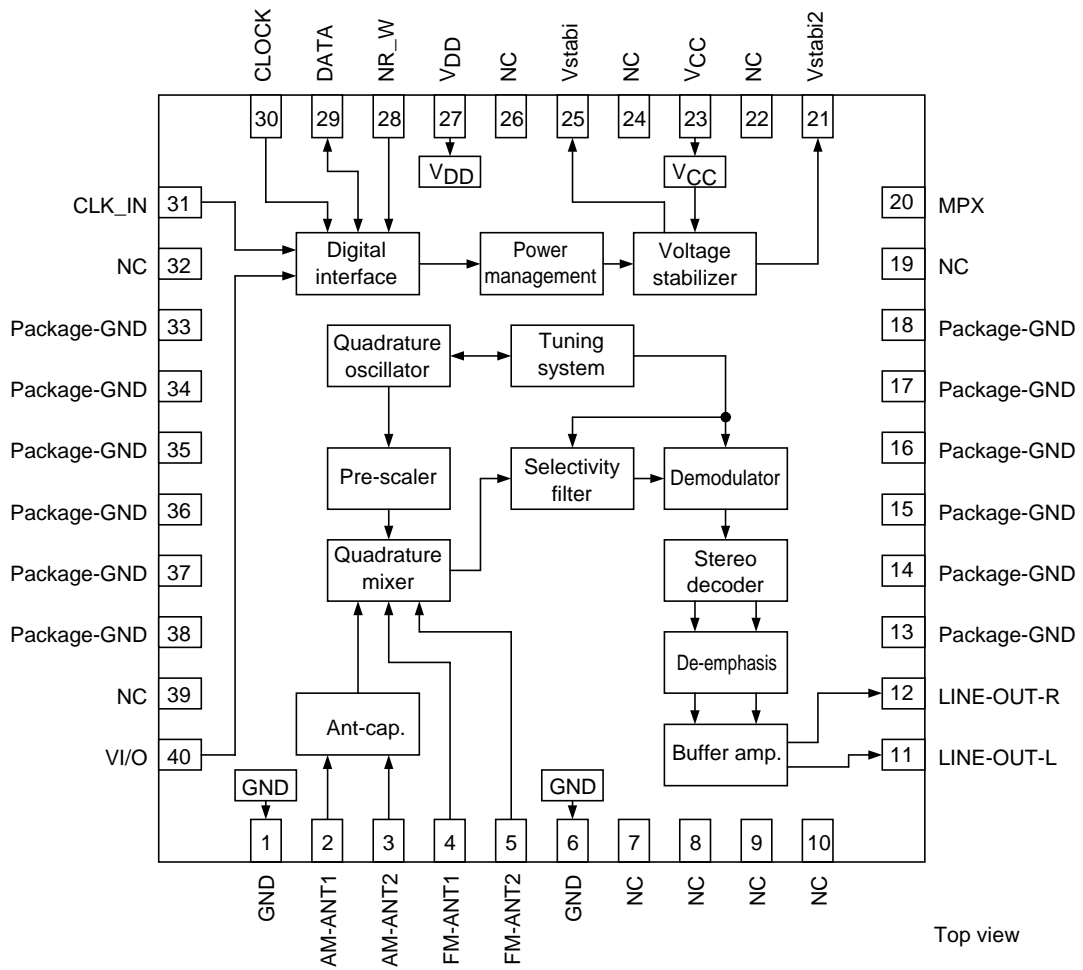 CLOCK
DATA
NR_W
VDD
NC
Vstabi
NC
VCC
NC
Vstabi2
30
29
28
27
26
25
24
23
22
21
VDD
VCC
CLK_IN
31
20
MPX
NC
32
Digital
interface
Power
management
Voltage
stabilizer
19
NC
Package-GND
33
18
Package-GND
Quadrature
oscillator
Tuning
system
Package-GND
34
17
Package-GND
Package-GND
35
16
Package-GND
Pre-scaler
Selectivity
filter
Demodulator
Package-GND
36
15
Package-GND
Package-GND
37
Quadrature
mixer
Stereo
decoder
14
Package-GND
Package-GND
38
13
Package-GND
De-emphasis
NC
39
12
LINE-OUT-R
Ant-cap.
Buffer amp.
VI/O
40
11
LINE-OUT-L
GND
GND
1
2
3
4
5
6
7
8
9
10
GND
AM-ANT1
AM-ANT2
FM-ANT1
FM-ANT2
GND
NC
NC
NC
NC
Top view